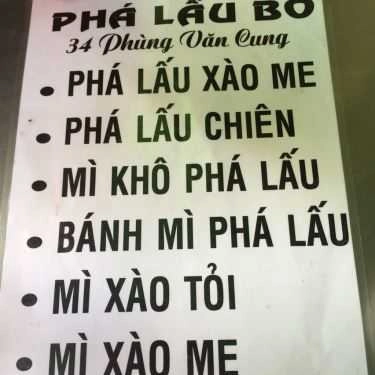 PHÁ LẤU BÒ
34 Phùng Văn Cung
• PHÁ LẤU XÀO ME
• PHÁ LẤU CHIÊN
• MÌ KHÔ PHÁ LẤU
• BÁNH MÌ PHÁ LẤU
• MÌ XÀO TỎI
• MÌ XÀO ME